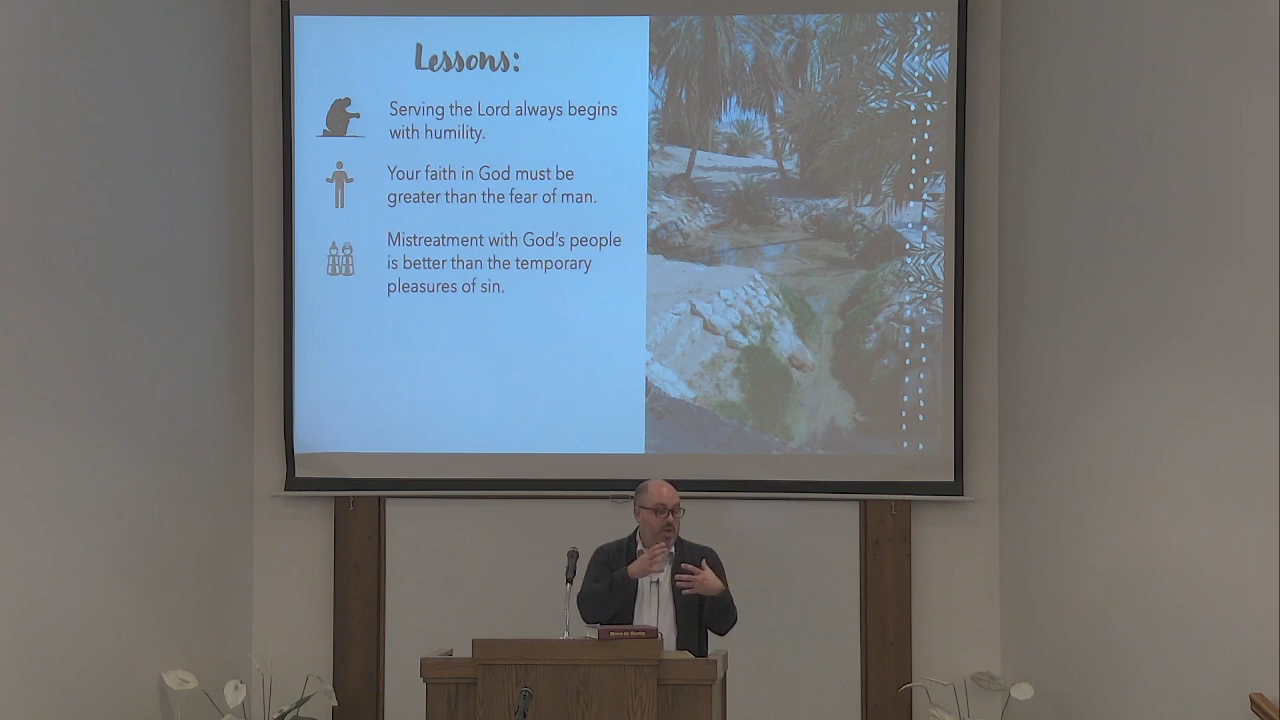 Lessons:
Serving the Lord always begins
with humility.
Your faith in God must be
greater than the fear of man.
Mistreatment with God's people
is better than the temporary
pleasures of sin.